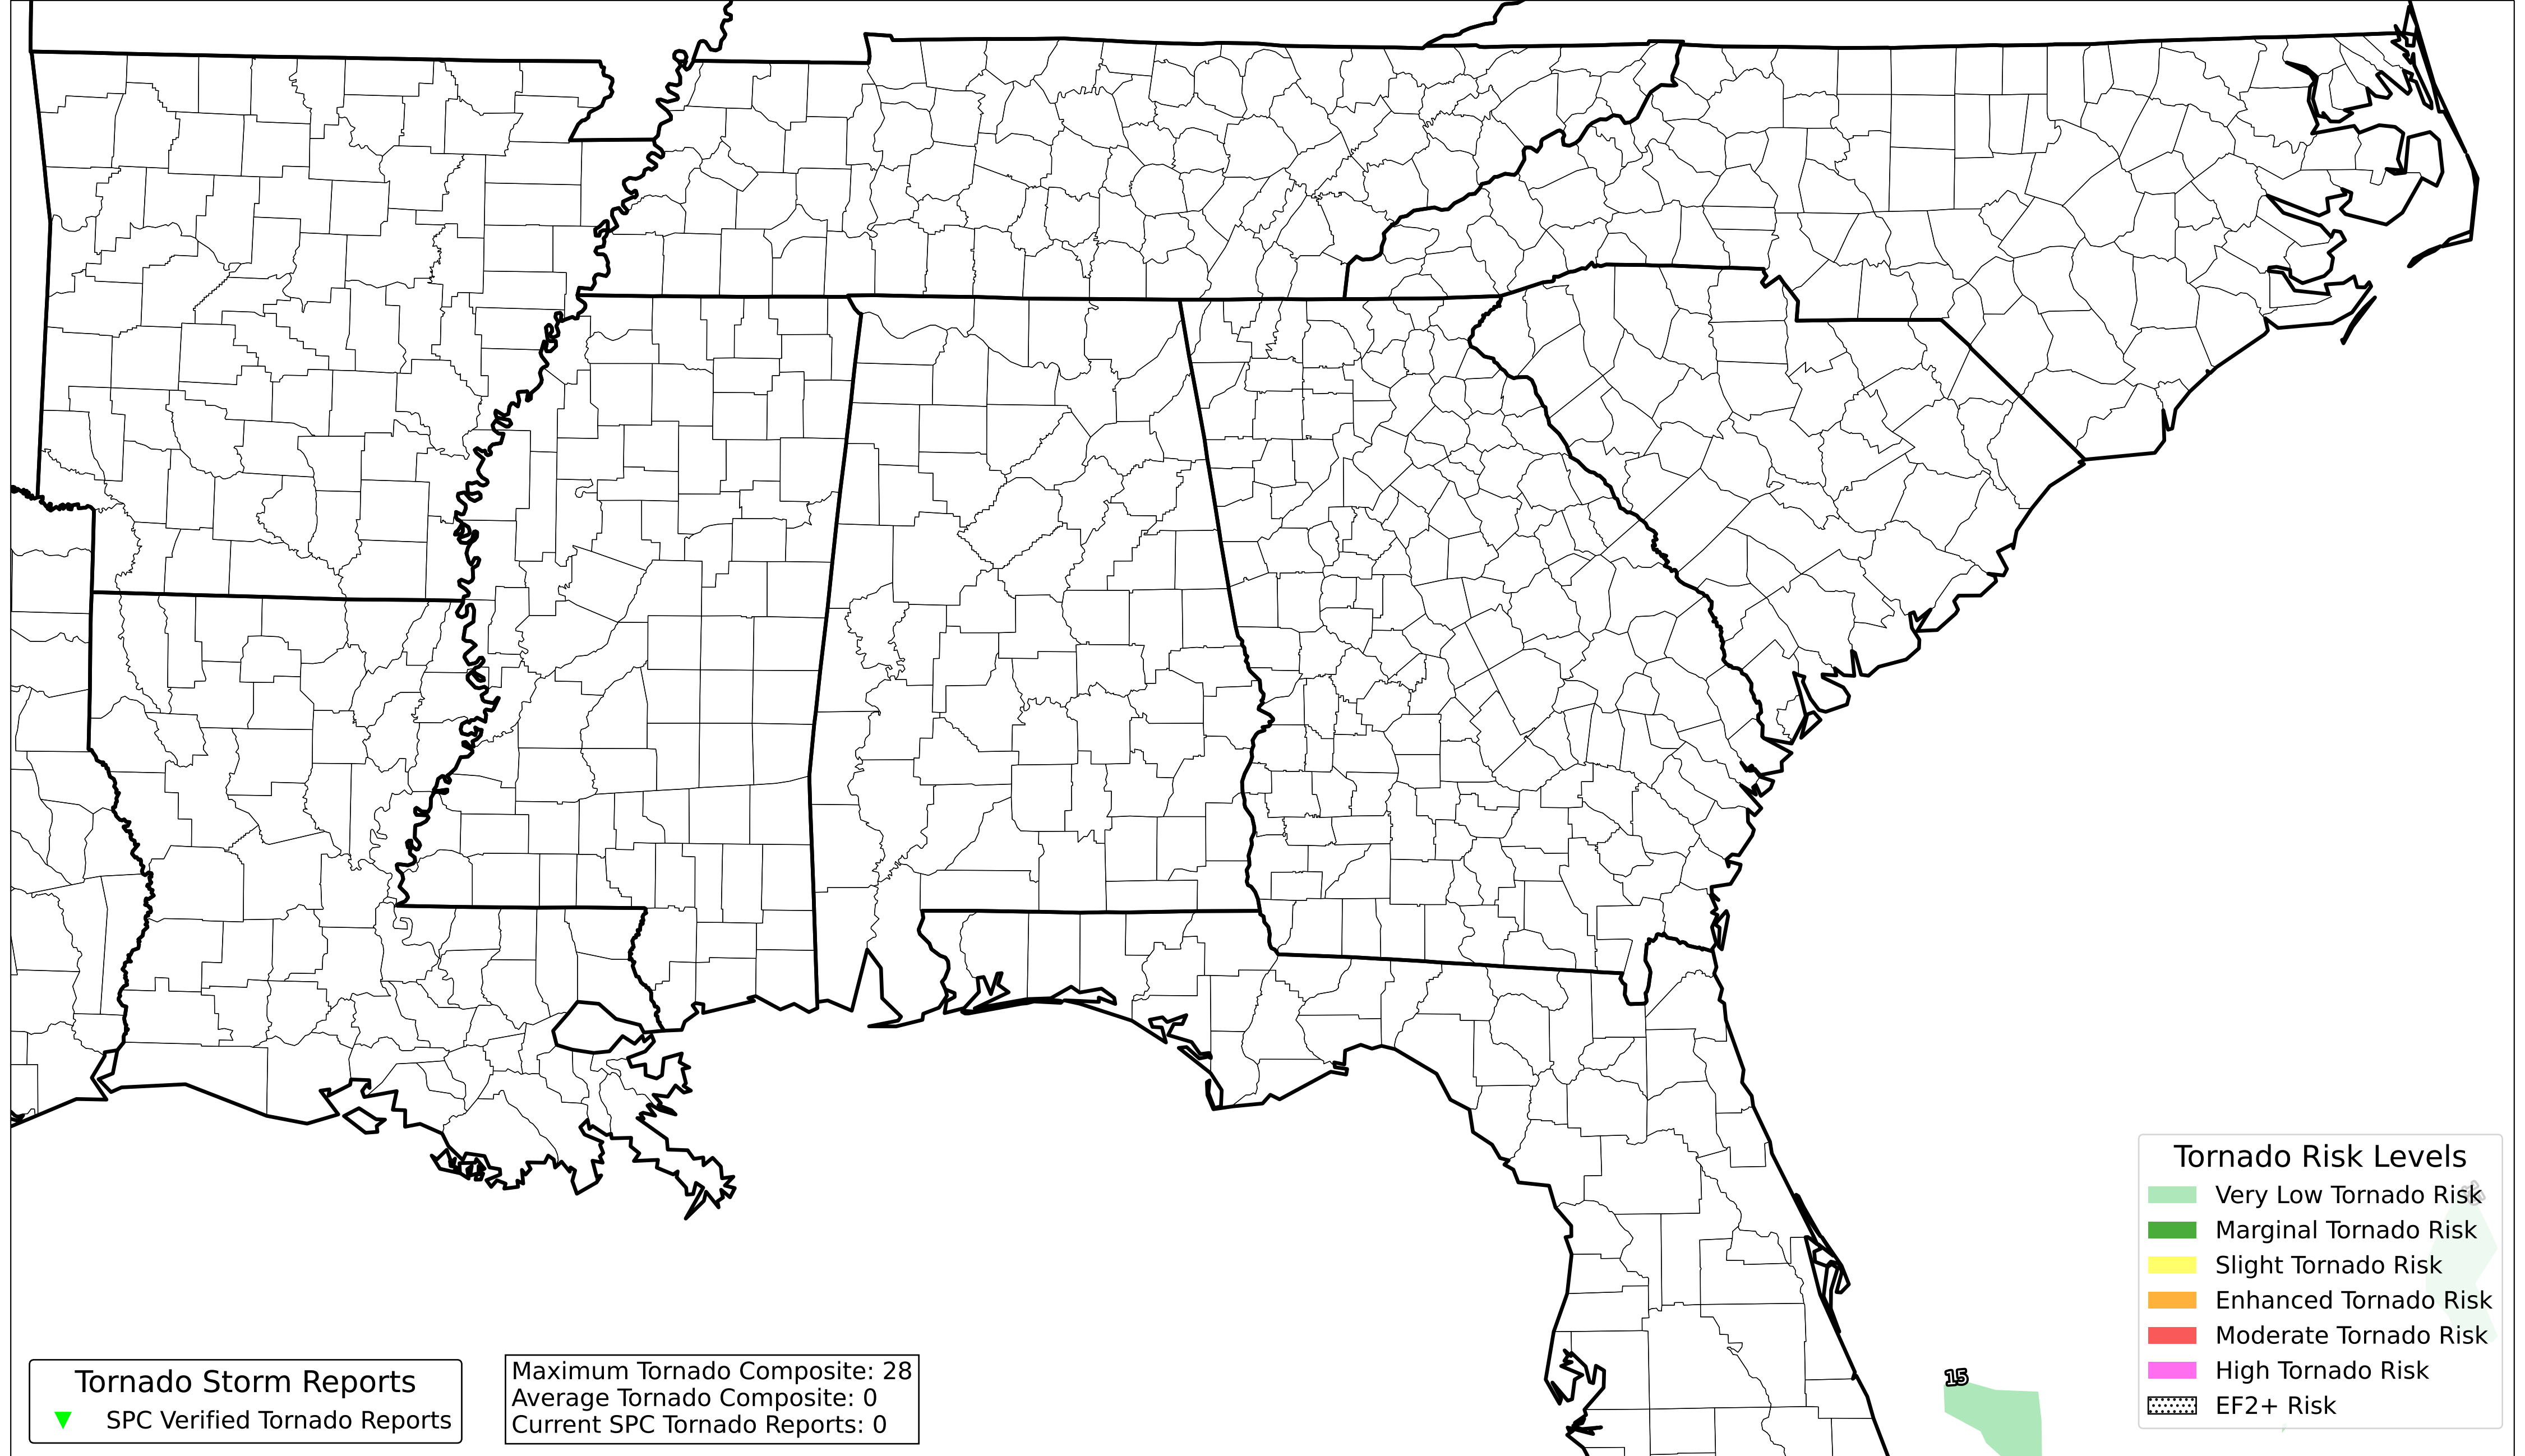 Tornado Risk Levels
Very Low Tornado Risk
Marginal Tornado Risk
Slight Tornado Risk
Enhanced Tornado Risk
Moderate Tornado Risk
High Tornado Risk
EF2+ Risk
15
Tornado Storm Reports
SPC Verified Tornado Reports
Maximum Tornado Composite: 28
Average Tornado Composite: 0
Current SPC Tornado Reports: 0